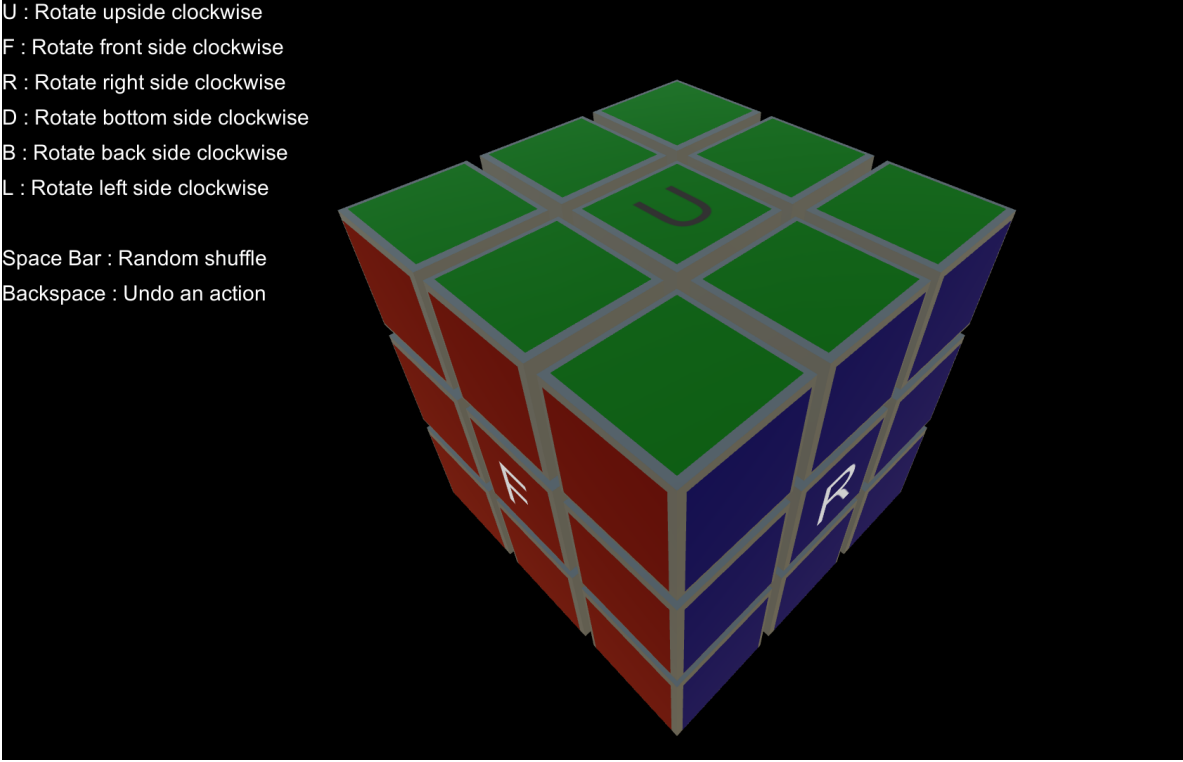 U : Rotate upside clockwise
F : Rotate front side clockwise
R : Rotate right side clockwise
D : Rotate bottom side clockwise
B : Rotate back side clockwise
L : Rotate left side clockwise
Space Bar : Random shuffle
Backspace : Undo an action
U
F
R